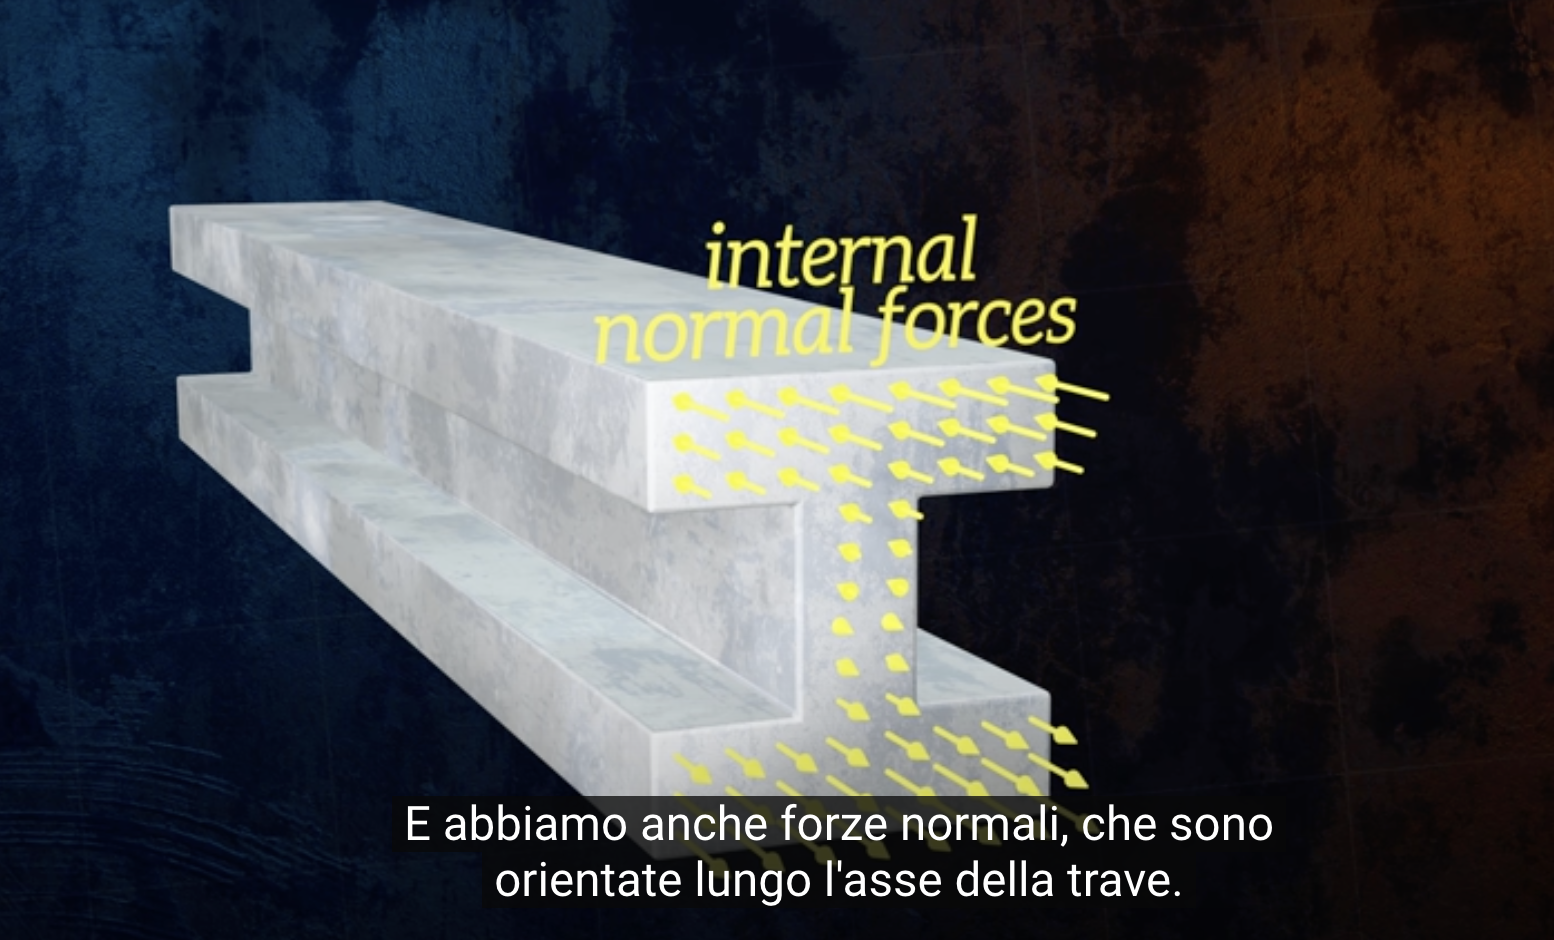 internal
normal forces
E abbiamo anche forze normali, che sono
orientate lungo l'asse della trave.